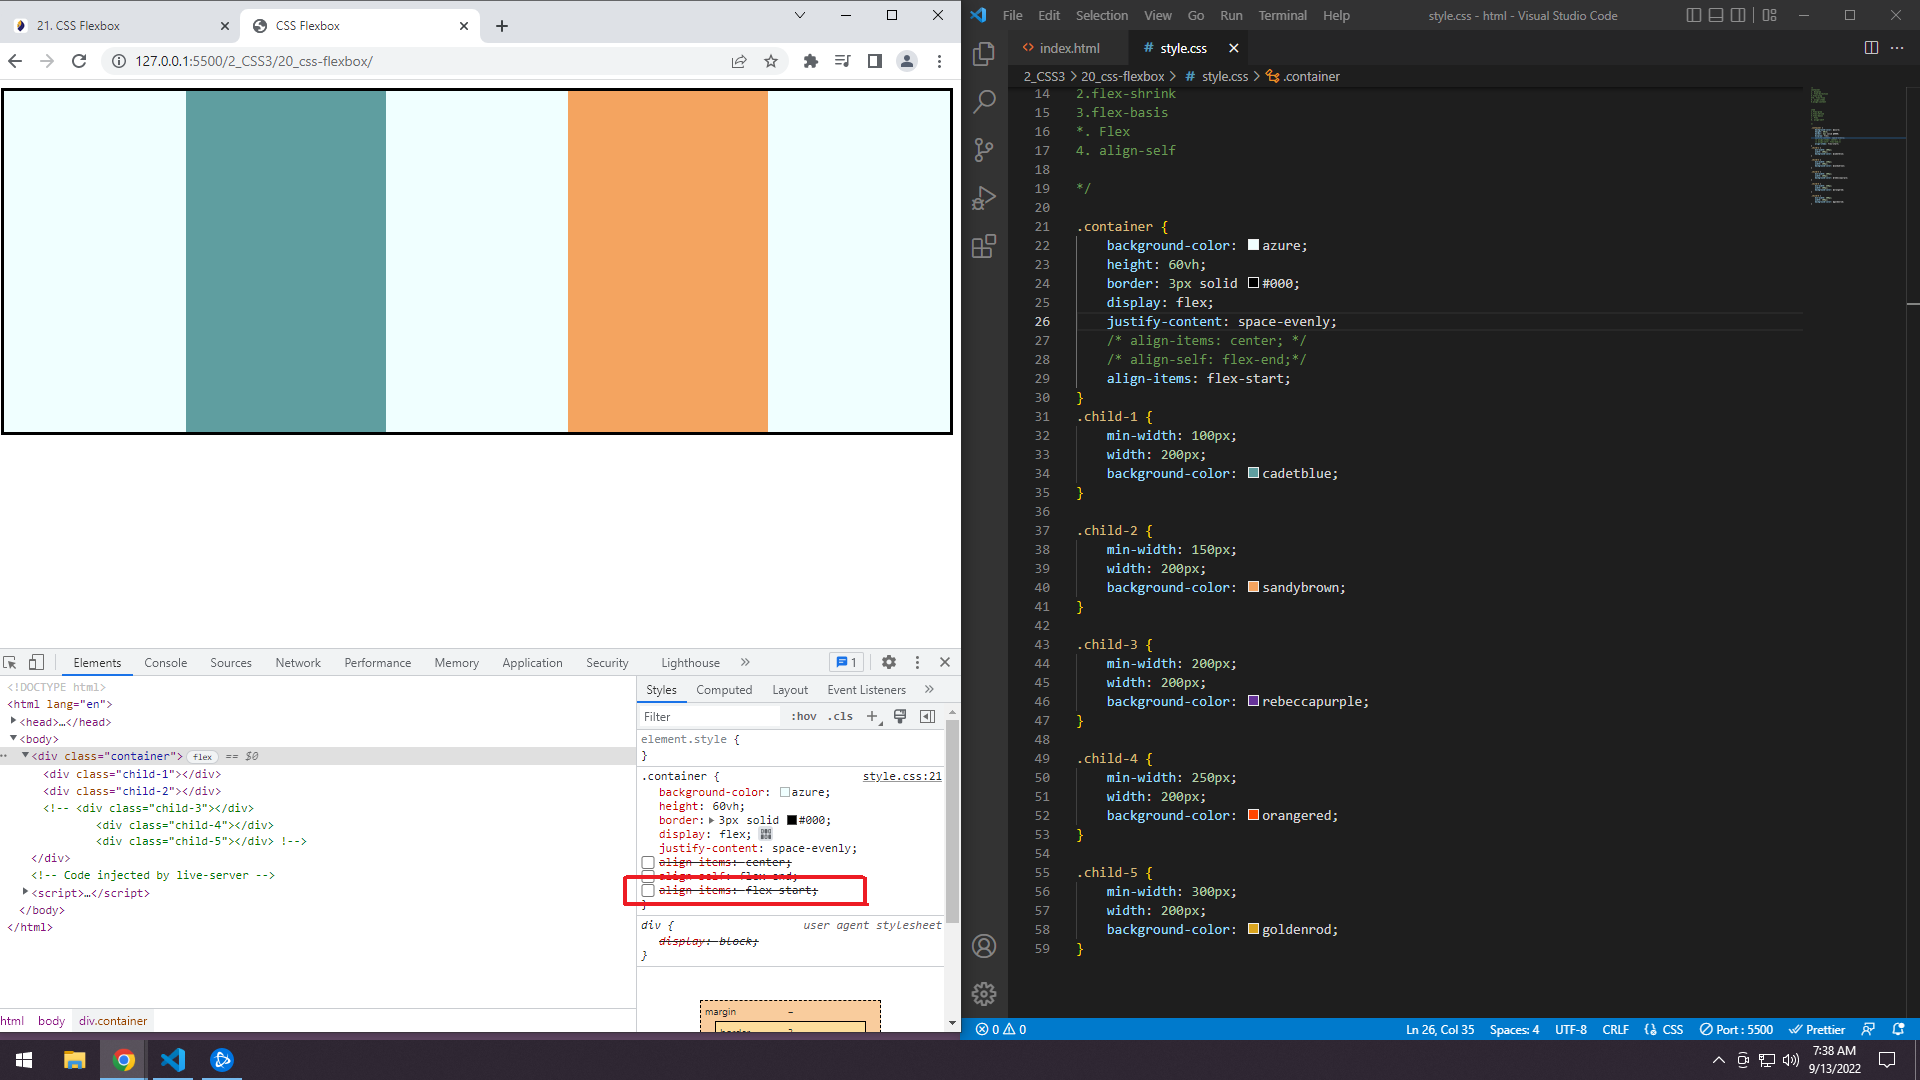 21. CSS Flexbox
CSS Flexbox
127.0.0.1:5500/2_CSS3/20_css-flexbox/
Elements
Console
Sources
Network
Performance
Memory
Application
Security
Lighthouse
1
<!DOCTYPE html>
<html lang="en">
<head>…</head>
<body>
<div class="container"> flex == $0
<div class="child-1"></div>
<div class="child-2"></div>
<!-- <div class="child-3"></div>
<div class="child-4"></div>
<div class="child-5"></div> !-->
</div>
<!-- Code injected by live-server -->
<script>…</script>
</body>
</html>
html body div.container
Styles
Computed
Layout
Event Listeners
Filter
:hov .cls
element.style {
}
.container {
style.css:21
background-color: azure;
height: 60vh;
border: 3px solid #000;
display: flex;
justify-content: space-evenly;
align-items: center;
align-self: flex-end;
align-items: flex-start;
}
div {
user agent stylesheet
display: block;
}
margin
-
border
3
File Edit Selection View Go Run Terminal Help
style.css - html - Visual Studio Code
index.html
# style.css
2_CSS3 > 20_css-flexbox > # style.css > .container
14 2.flex-shrink
15 3.flex-basis
16 *. Flex
17 4. align-self
18
19 */
20
21 .container {
22 background-color: azure;
23 height: 60vh;
24 border: 3px solid #000;
25 display: flex;
26 justify-content: space-evenly;
27 /* align-items: center; */
28 /* align-self: flex-end;*/
29 align-items: flex-start;
30 }
31 .child-1 {
32 min-width: 100px;
33 width: 200px;
34 background-color: cadetblue;
35 }
36
37 .child-2 {
38 min-width: 150px;
39 width: 200px;
40 background-color: sandybrown;
41 }
42
43 .child-3 {
44 min-width: 200px;
45 width: 200px;
46 background-color: rebeccapurple;
47 }
48
49 .child-4 {
50 min-width: 250px;
51 width: 200px;
52 background-color: orangered;
53 }
54
55 .child-5 {
56 min-width: 300px;
57 width: 200px;
58 background-color: goldenrod;
59 }
0 0
Ln 26, Col 35
Spaces: 4
UTF-8
CRLF
CSS
Port : 5500
Prettier
7:38 AM
9/13/2022